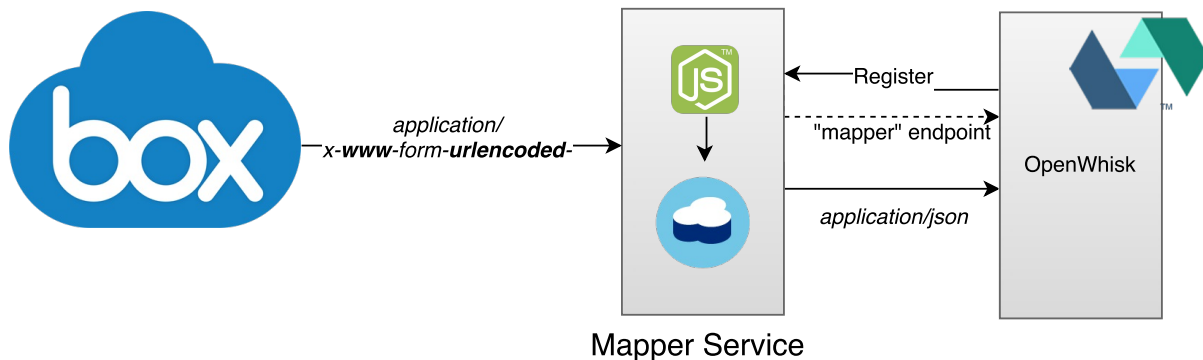 box
application/
x-www-form-urlencoded-
JS
TM
Register
"mapper" endpoint
application/json
TM
OpenWhisk
Mapper Service